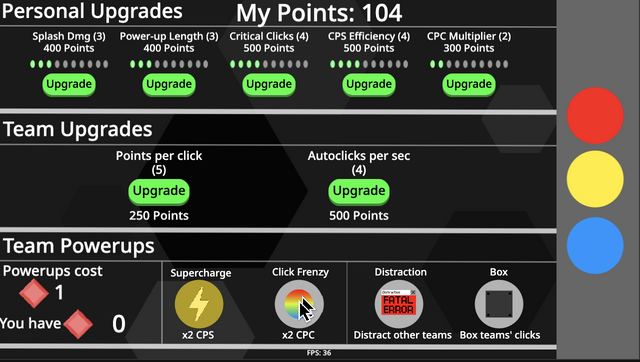 Personal Upgrades
My Points: 104
Splash Dmg (3)
400 Points
Upgrade
Power-up Length (3)
400 Points
Upgrade
Critical Clicks (4)
500 Points
Upgrade
CPS Efficiency (4)
500 Points
Upgrade
CPC Multiplier (2)
300 Points
Upgrade
Team Upgrades
Points per click
(5)
Upgrade
250 Points
Autoclicks per sec
(4)
Upgrade
500 Points
Team Powerups
Powerups cost
1
You have
0
Supercharge
x2 CPS
Click Frenzy
x2 CPC
Distraction
FATAL
ERROR
Distract other teams
Box
Box teams' clicks
FPS: 36